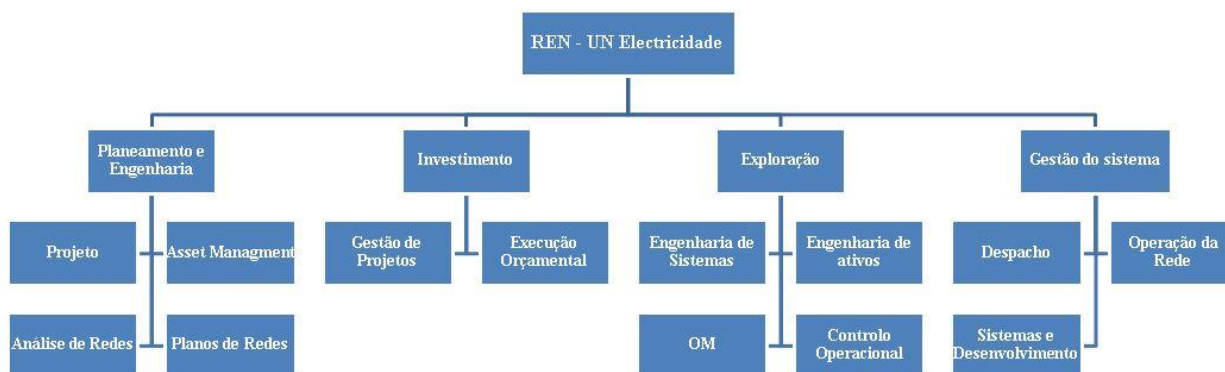 REN - UN Electricidade
Planeamento e
Engenharia
Investimento
Exploração
Gestão do sistema
Projeto
Asset Managment
Gestão de
Projetos
Execução
Orçamental
Engenharia de
Sistemas
Engenharia de
ativos
Despacho
Operação da
Rede
Análise de Redes
Planos de Redes
OM
Controlo
Operacional
Sistemas e
Desenvolvimento